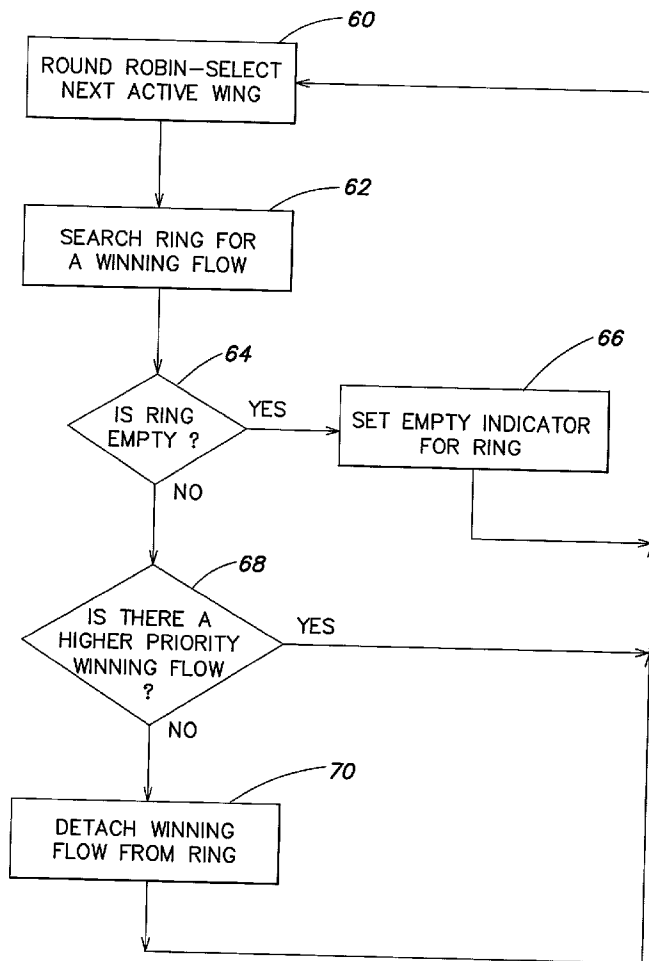 60
ROUND ROBIN-SELECT
NEXT ACTIVE WING
62
SEARCH RING FOR
A WINNING FLOW
64
IS RING
EMPTY ?
YES
66
SET EMPTY INDICATOR
FOR RING
NO
68
IS THERE A
HIGHER PRIORITY
WINNING FLOW
?
YES
NO
70
DETACH WINNING
FLOW FROM RING